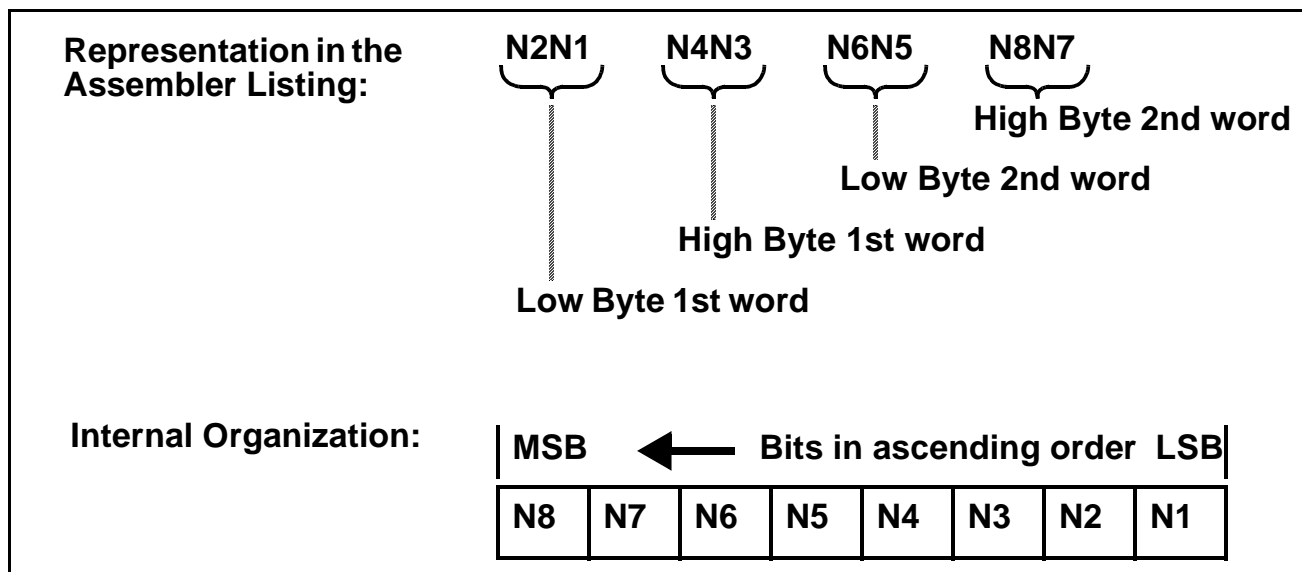 Representation in the N2N1 N4N3 N6N5 N8N7
Assembler Listing:
High Byte 2nd word
Low Byte 2nd word
High Byte 1st word
Low Byte 1st word
Internal Organization:
MSB Bits in ascending order LSB
N8 N7 N6 N5 N4 N3 N2 N1